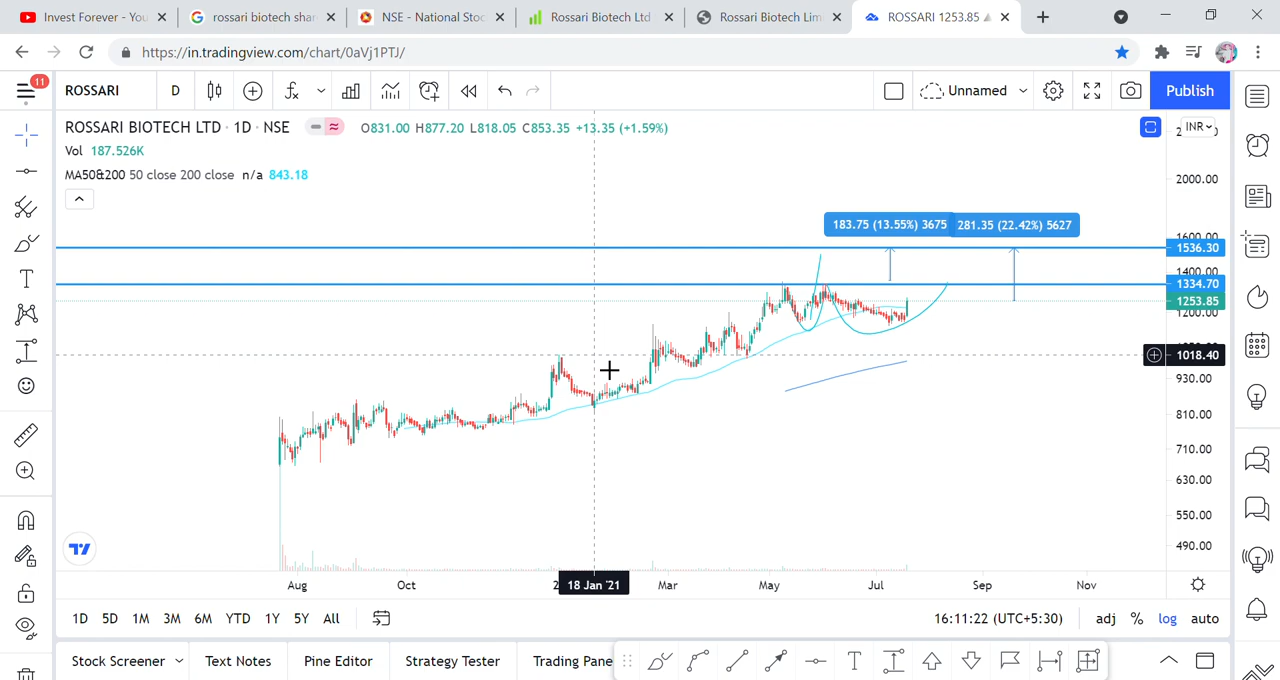 Invest Forever - You
rossari biotech shar
NSE - National Stoc
Rossari Biotech Ltd
Rossari Biotech Lim
ROSSARI 1253.85
https://in.tradingview.com/chart/0aVj1PTJ/
11
ROSSARI
D
Unnamed
Publish
ROSSARI BIOTECH LTD · 1D · NSE
O831.00 H877.20 L818.05 C853.35 +13.35 (+1.59%)
INR
Vol 187.526K
MA50&200 50 close 200 close n/a 843.18
2000.00
183.75 (13.55%) 3675
281.35 (22.42%) 5627
1600.00
1536.30
1400.00
1334.70
1253.85
1200.00
1018.40
930.00
810.00
710.00
630.00
550.00
490.00
Aug
Oct
18 Jan '21
Mar
May
Jul
Sep
Nov
1D 5D 1M 3M 6M YTD 1Y 5Y All
16:11:22 (UTC+5:30)
adj % log auto
Stock Screener
Text Notes
Pine Editor
Strategy Tester
Trading Pane